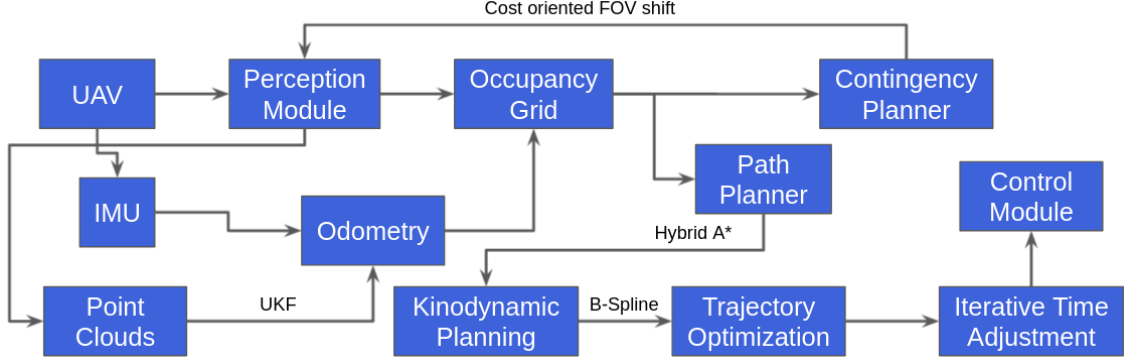 Cost oriented FOV shift
UAV
Perception
Module
Occupancy
Grid
Contingency
Planner
IMU
Odometry
Path
Planner
Control
Module
Hybrid A*
Point
Clouds
UKF
Kinodynamic
Planning
B-Spline
Trajectory
Optimization
Iterative Time
Adjustment